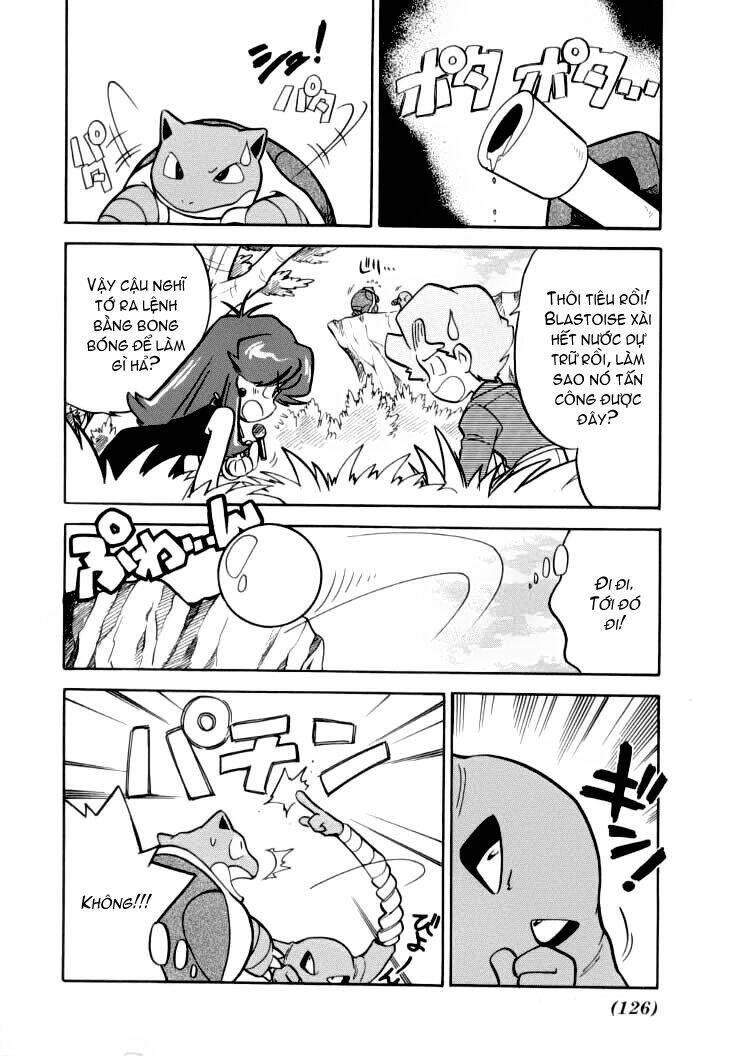 ポタ ポタ…
シュ!
パタ
パタ
THÔI TIÊU RỒI!
BLASTOISE XÀI
HẾT NƯỚC DỰ
TRỮ RỒI, LÀM
SAO NÓ TẤN
CÔNG ĐƯỢC
ĐÂY?
VẬY CẬU NGHĨ
TỚ RA LỆNH
BẰNG BONG
BÓNG ĐỂ LÀM
GÌ HẢ?
ĐI ĐI.
TỚI ĐÓ
ĐI!
ぷわ…ん
ギン!
パチン
KHÔNG!!!
(126)